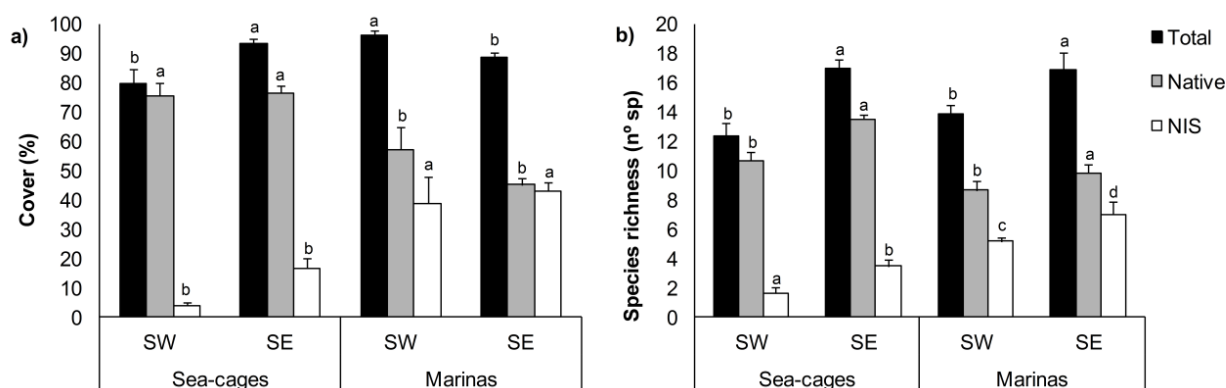 a)
Cover (%)
100
90
80
70
60
50
40
30
20
10
0
b a b
a a b
a b a
b b a
SW SE SW SE
Sea-cages Marinas
b)
Species richness (nº sp)
20
18
16
14
12
10
8
6
4
2
0
b b a
a a b
b b c
a a d
SW SE SW SE
Sea-cages Marinas
Total
Native
NIS